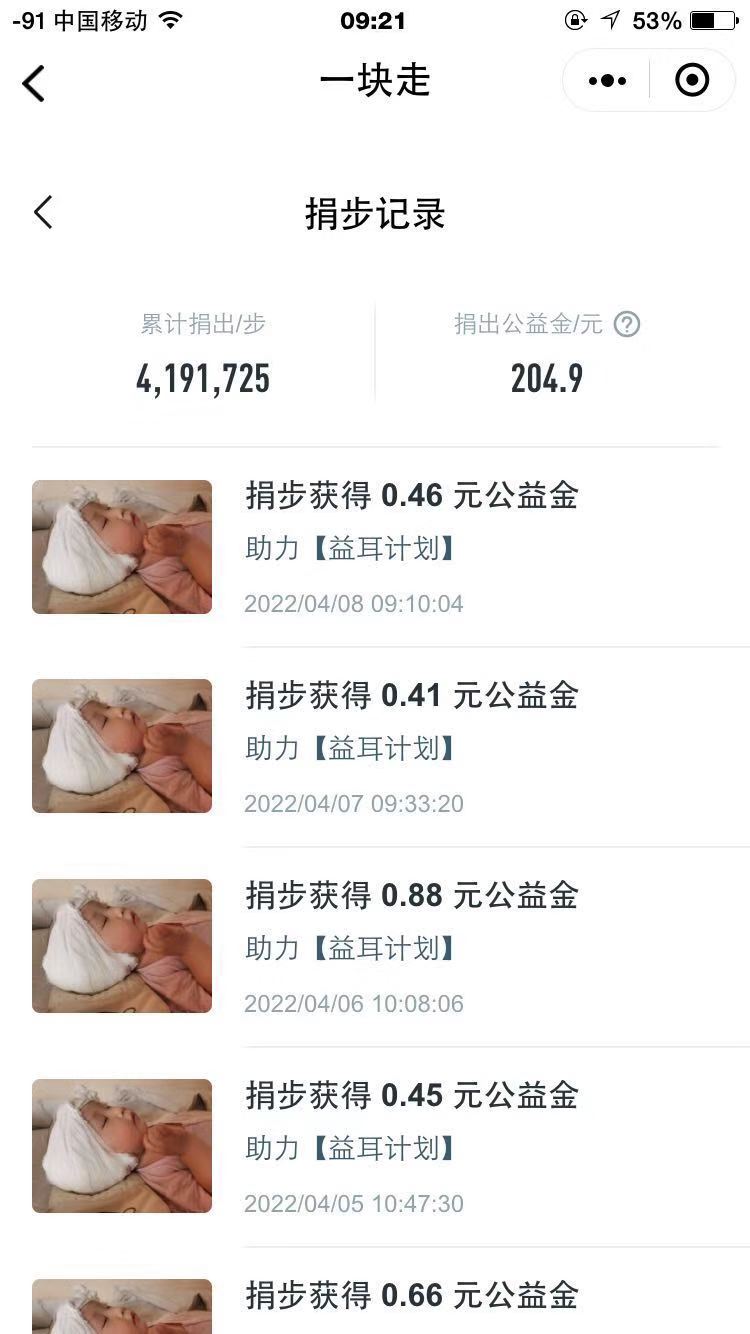 -91 中国移动 09:21 53%
一块走
捐步记录
累计捐出/步 捐出公益金/元 ?
4,191,725 204.9
捐步获得 0.46 元公益金
助力【益耳计划】
2022/04/08 09:10:04
捐步获得 0.41 元公益金
助力【益耳计划】
2022/04/07 09:33:20
捐步获得 0.88 元公益金
助力【益耳计划】
2022/04/06 10:08:06
捐步获得 0.45 元公益金
助力【益耳计划】
2022/04/05 10:47:30
捐步获得 0.66 元公益金